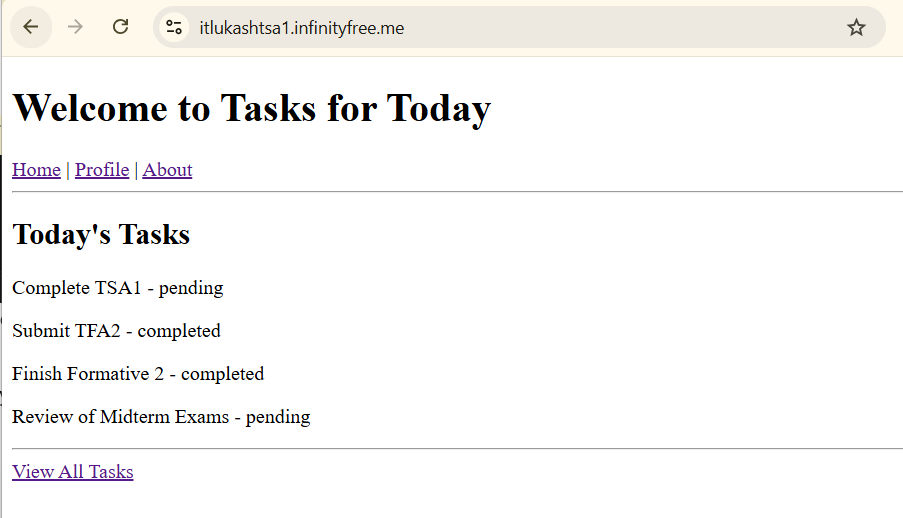 itlukashtsa1.infinityfree.me
Welcome to Tasks for Today
Home | Profile | About
Today's Tasks
Complete TSA1 - pending
Submit TFA2 - completed
Finish Formative 2 - completed
Review of Midterm Exams - pending
View All Tasks